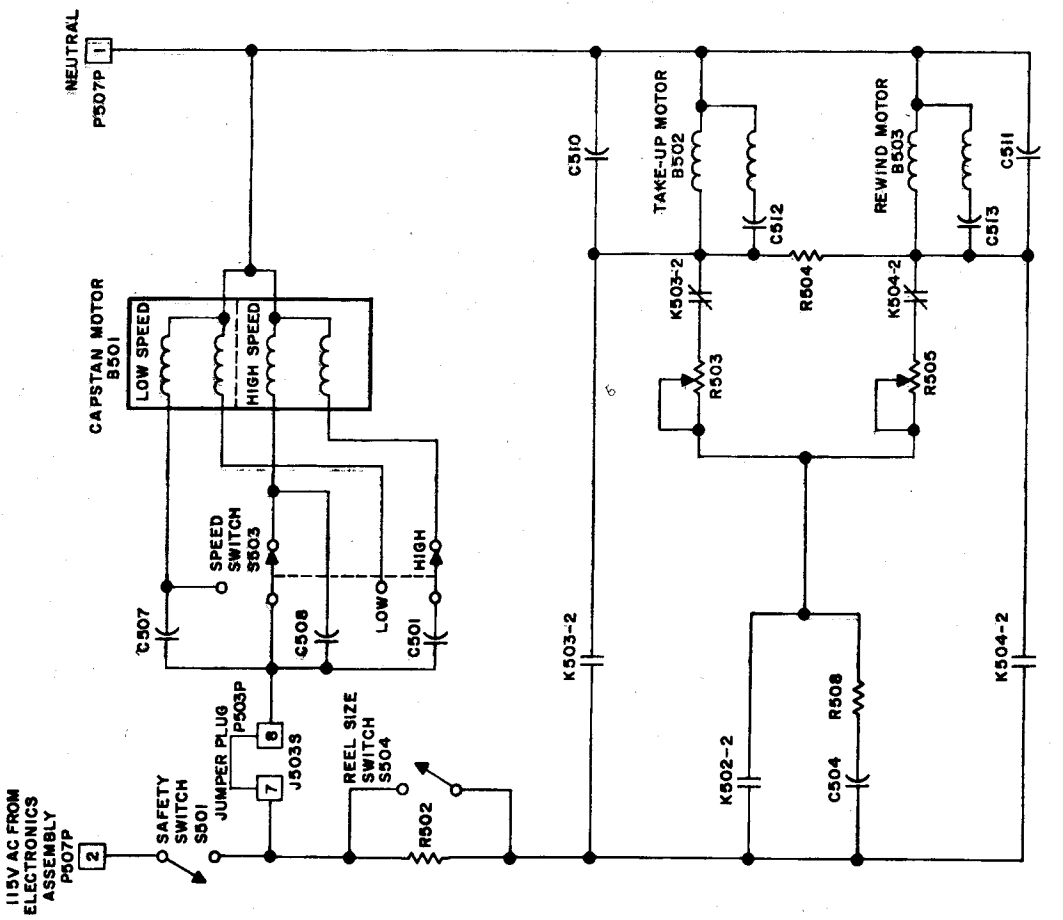 NEUTRAL
P507P
1
CAPSTAN MOTOR
B501
LOW SPEED
HIGH SPEED
SPEED
SWITCH
S503
C507
C508
LOW
HIGH
C501
115V AC FROM
ELECTRONICS
ASSEMBLY
P507P
2
SAFETY
SWITCH
S501
JUMPER PLUG
P503P
8
7
J503S
REEL SIZE
SWITCH
S504
R502
C510
TAKE-UP MOTOR
B502
C512
K503-2
R503
R504
REWIND MOTOR
B503
C513
C511
K504-2
R505
K503-2
K502-2
C504
R508
K504-2